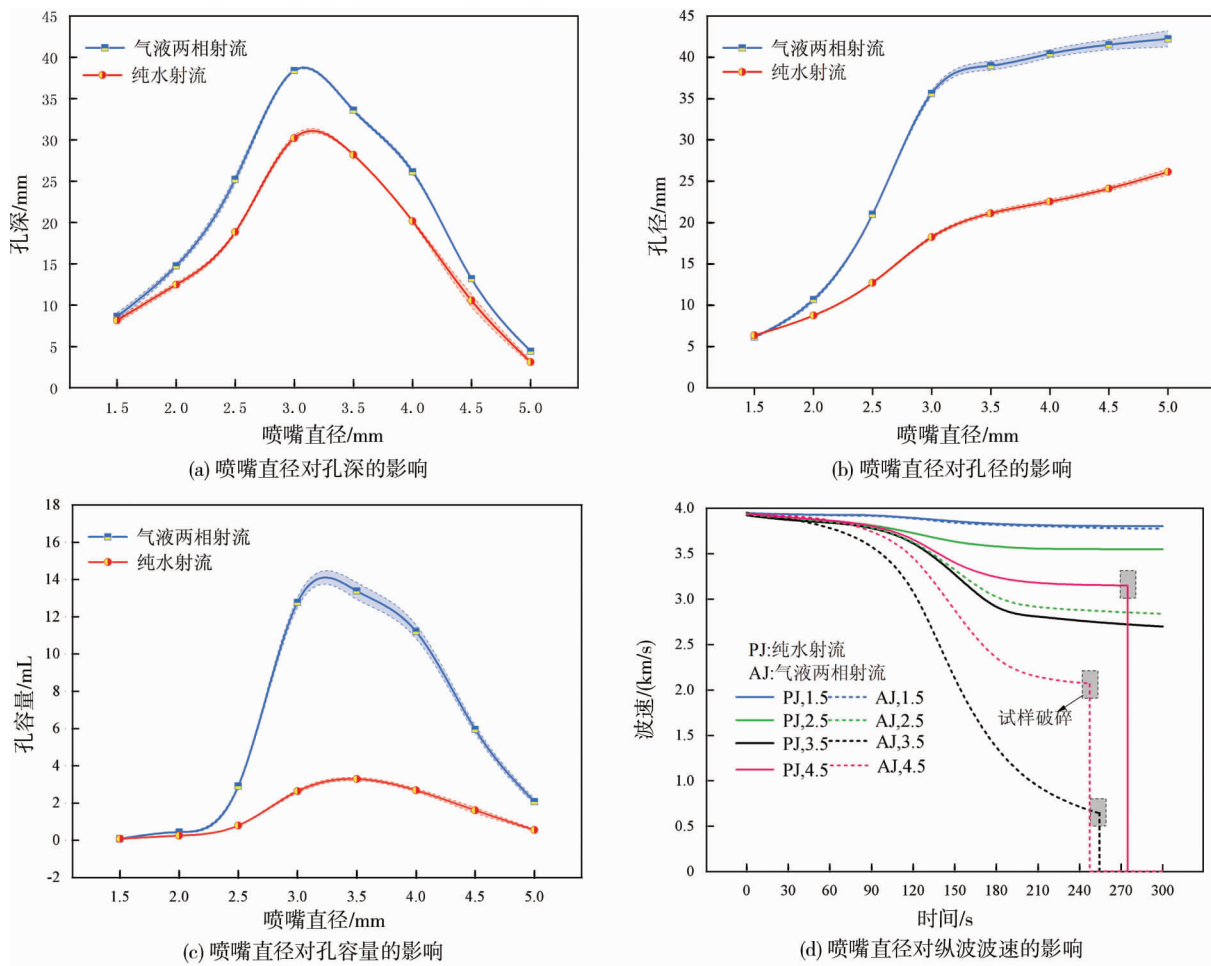 45
40
35
30
25
20
15
10
5
0
孔深/mm
气液两相射流
纯水射流
1.5 2.0 2.5 3.0 3.5 4.0 4.5 5.0
喷嘴直径/mm
(a) 喷嘴直径对孔深的影响
45
40
35
30
25
20
15
10
5
0
孔径/mm
气液两相射流
纯水射流
1.5 2.0 2.5 3.0 3.5 4.0 4.5 5.0
喷嘴直径/mm
(b) 喷嘴直径对孔径的影响
18
16
14
12
10
8
6
4
2
0
-2
孔容量/mL
气液两相射流
纯水射流
1.5 2.0 2.5 3.0 3.5 4.0 4.5 5.0
喷嘴直径/mm
(c) 喷嘴直径对孔容量的影响
4.0
3.5
3.0
2.5
2.0
1.5
1.0
0.5
0
波速/(km/s)
PJ:纯水射流
AJ:气液两相射流
PJ,1.5 AJ,1.5
PJ,2.5 AJ,2.5
PJ,3.5 AJ,3.5
PJ,4.5 AJ,4.5
试样破碎
0 30 60 90 120 150 180 210 240 270 300
时间/s
(d) 喷嘴直径对纵波波速的影响